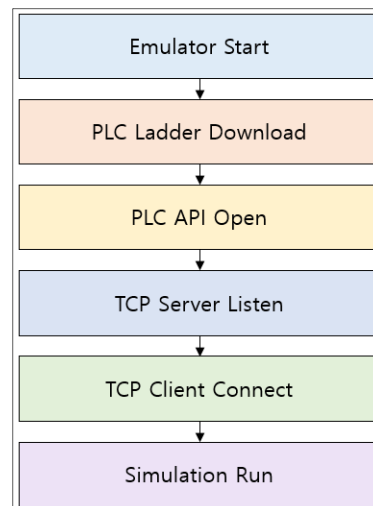 Emulator Start
PLC Ladder Download
PLC API Open
TCP Server Listen
TCP Client Connect
Simulation Run